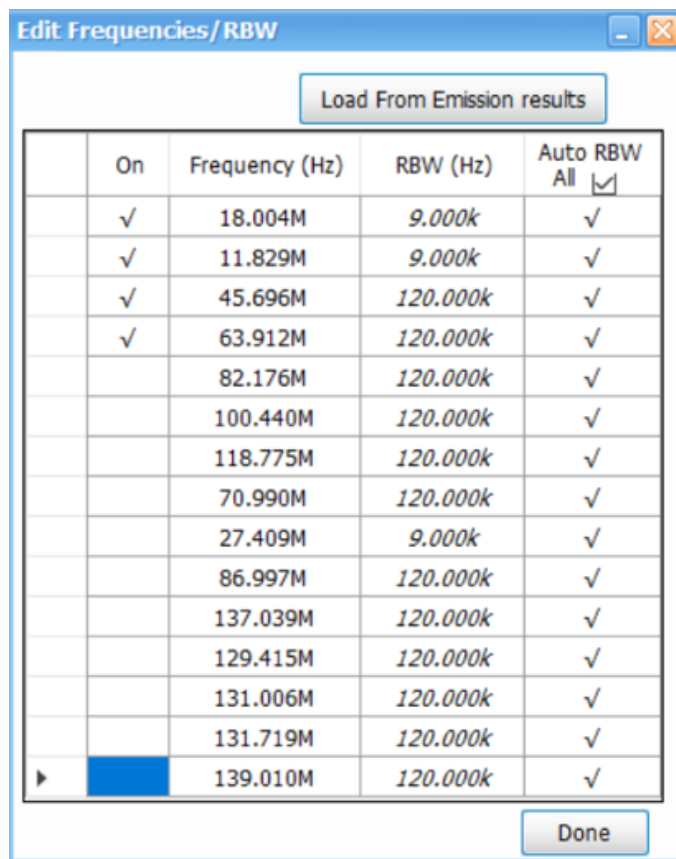 Edit Frequencies/RBW
Load From Emission results
On Frequency (Hz) RBW (Hz) Auto RBW
All
√ 18.004M 9.000k √
√ 11.829M 9.000k √
√ 45.696M 120.000k √
√ 63.912M 120.000k √
82.176M 120.000k √
100.440M 120.000k √
118.775M 120.000k √
70.990M 120.000k √
27.409M 9.000k √
86.997M 120.000k √
137.039M 120.000k √
129.415M 120.000k √
131.006M 120.000k √
131.719M 120.000k √
139.010M 120.000k √
Done